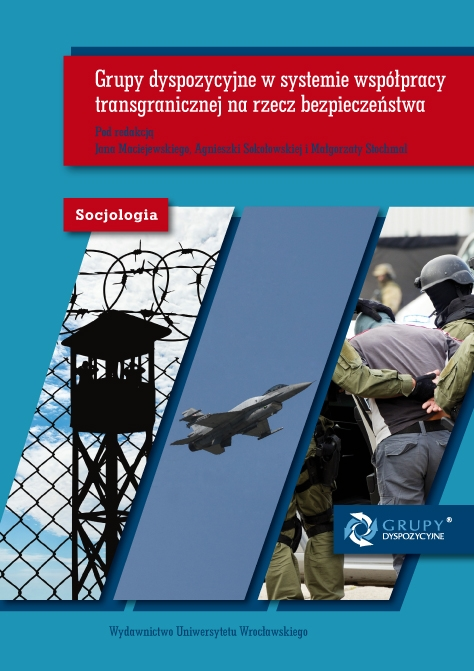 Grupy dyspozycyjne w systemie współpracy
transgranicznej na rzecz bezpieczeństwa
Pod redakcją
Jana Maciejewskiego, Agnieszki Sokołowskiej i Małgorzaty Stochmal
Socjologia
GRUPY®
DYSPOZYCYJNE
Wydawnictwo Uniwersytetu Wrocławskiego